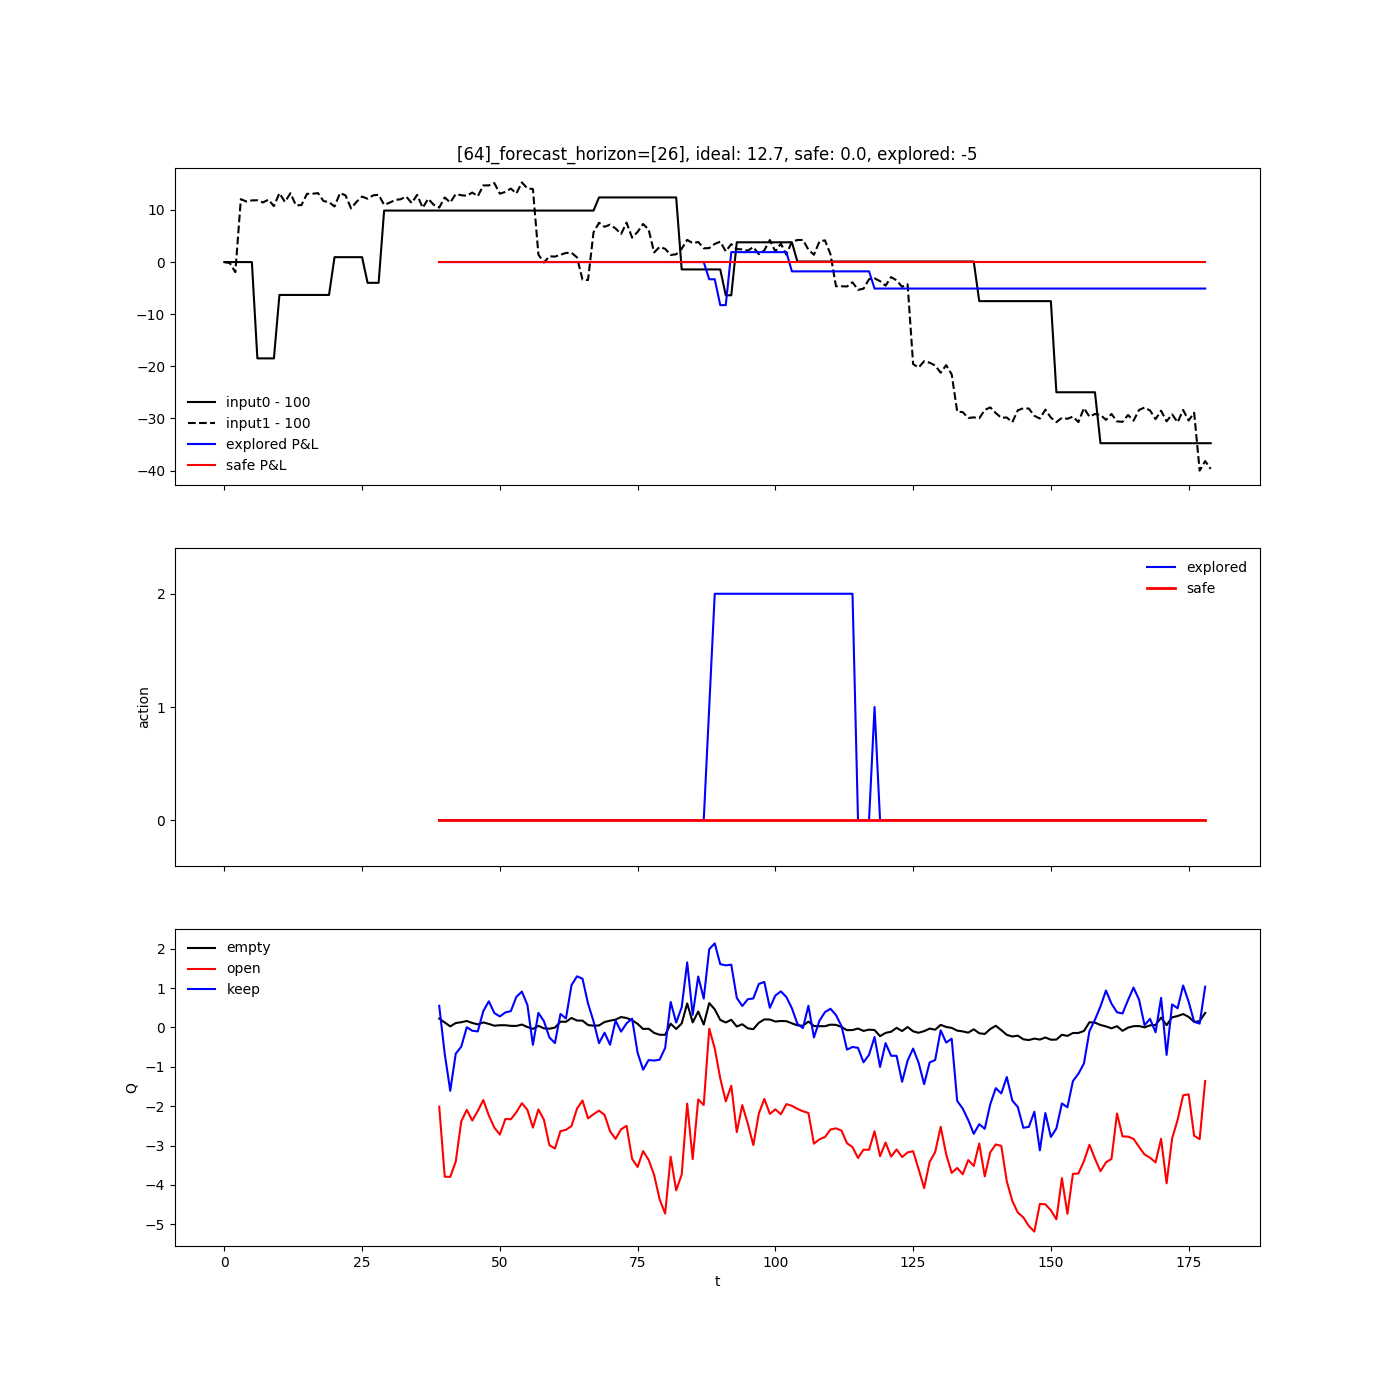 [64]_forecast_horizon=[26], ideal: 12.7, safe: 0.0, explored: -5
10
0
−10
−20
−30
−40
input0 - 100
input1 - 100
explored P&L
safe P&L
2
1
0
action
explored
safe
2
1
0
−1
−2
−3
−4
−5
Q
empty
open
keep
0 25 50 75 100 125 150 175
t